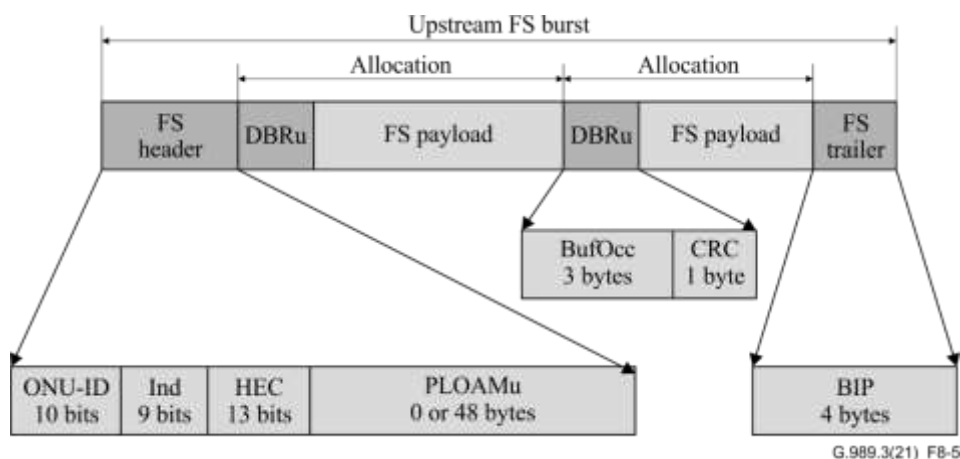 Upstream FS burst
Allocation
Allocation
FS
header
DBRu
FS payload
DBRu
FS payload
FS
trailer
BufOcc
3 bytes
CRC
1 byte
ONU-ID
10 bits
Ind
9 bits
HEC
13 bits
PLOAMu
0 or 48 bytes
BIP
4 bytes
G.989.3(21)_F8-5